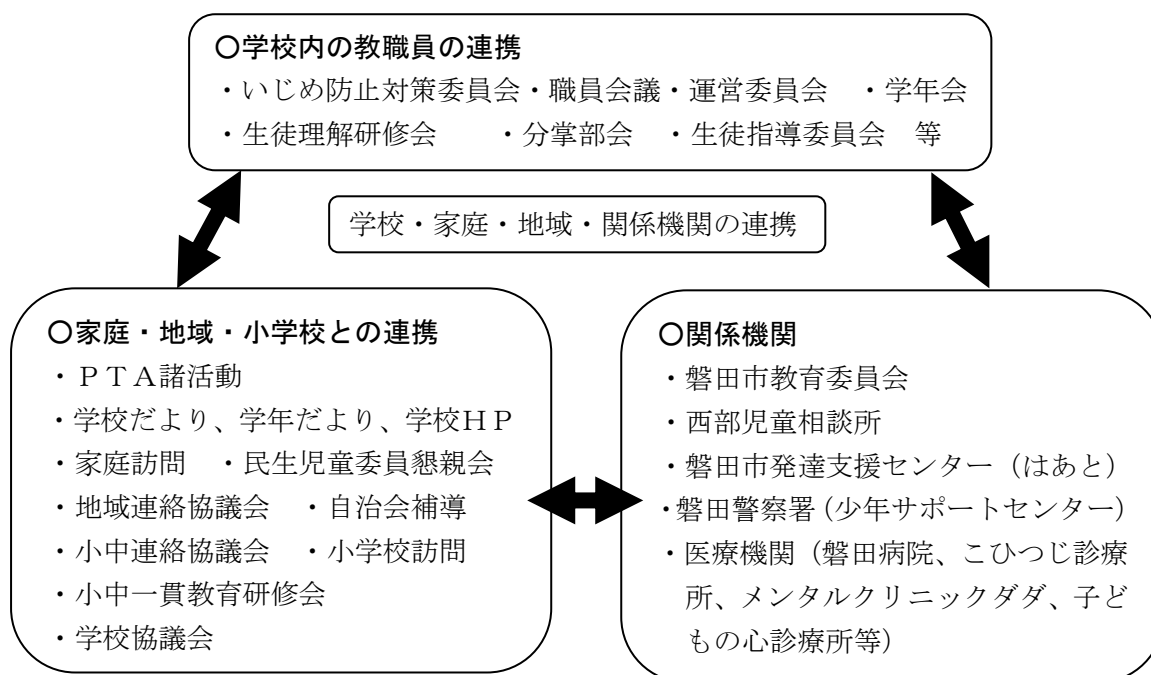 〇学校内の教職員の連携
・いじめ防止対策委員会・職員会議・運営委員会　・学年会
・生徒理解研修会　　・分掌部会　・生徒指導委員会　等
学校・家庭・地域・関係機関の連携
〇家庭・地域・小学校との連携
・ＰＴＡ諸活動
・学校だより、学年だより、学校ＨＰ
・家庭訪問　・民生児童委員懇親会
・地域連絡協議会　・自治会補導
・小中連絡協議会　・小学校訪問
・小中一貫教育研修会
・学校協議会
〇関係機関
・磐田市教育委員会
・西部児童相談所
・磐田市発達支援センター（はあと）
・磐田警察署（少年サポートセンター）
・医療機関（磐田病院、こひつじ診療
所、メンタルクリニックダダ、子ど
もの心診療所等）